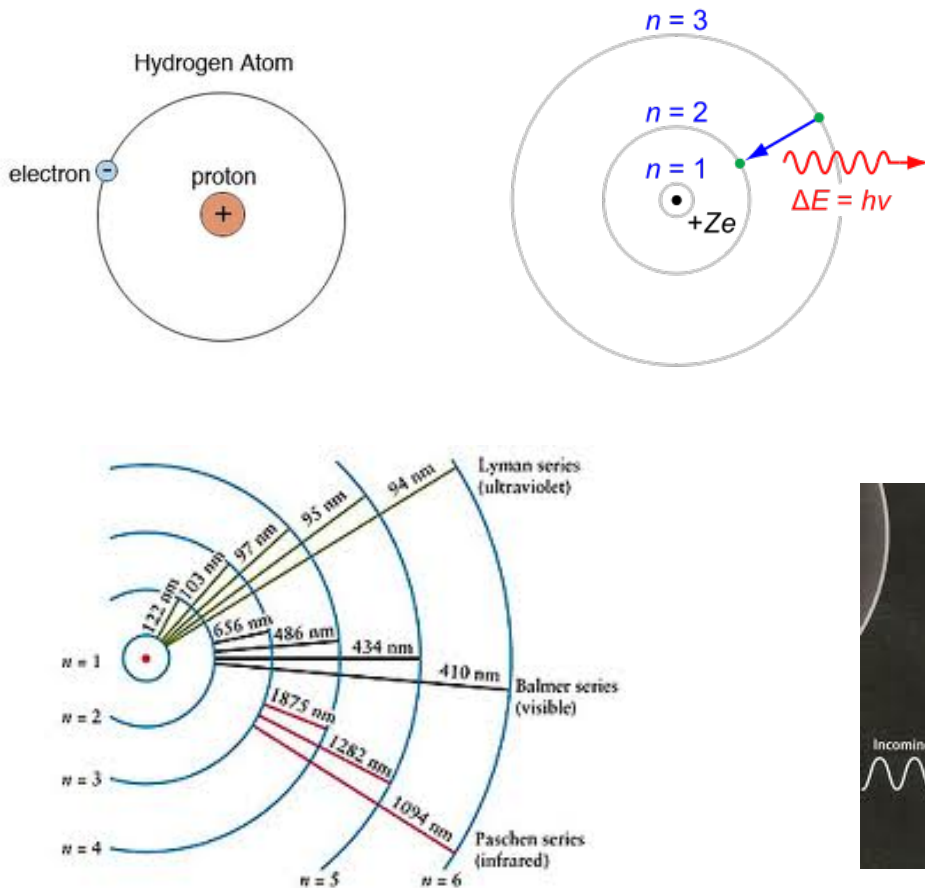 Hydrogen Atom
electron
-
proton
+
n = 3
n = 2
n = 1
+Ze
ΔE = hν
Lyman series
(ultraviolet)
122 nm
103 nm
97 nm
95 nm
94 nm
656 nm
486 nm
434 nm
410 nm
Balmer series
(visible)
1875 nm
1282 nm
1094 nm
Paschen series
(infrared)
n = 1
n = 2
n = 3
n = 4
n = 5
n = 6